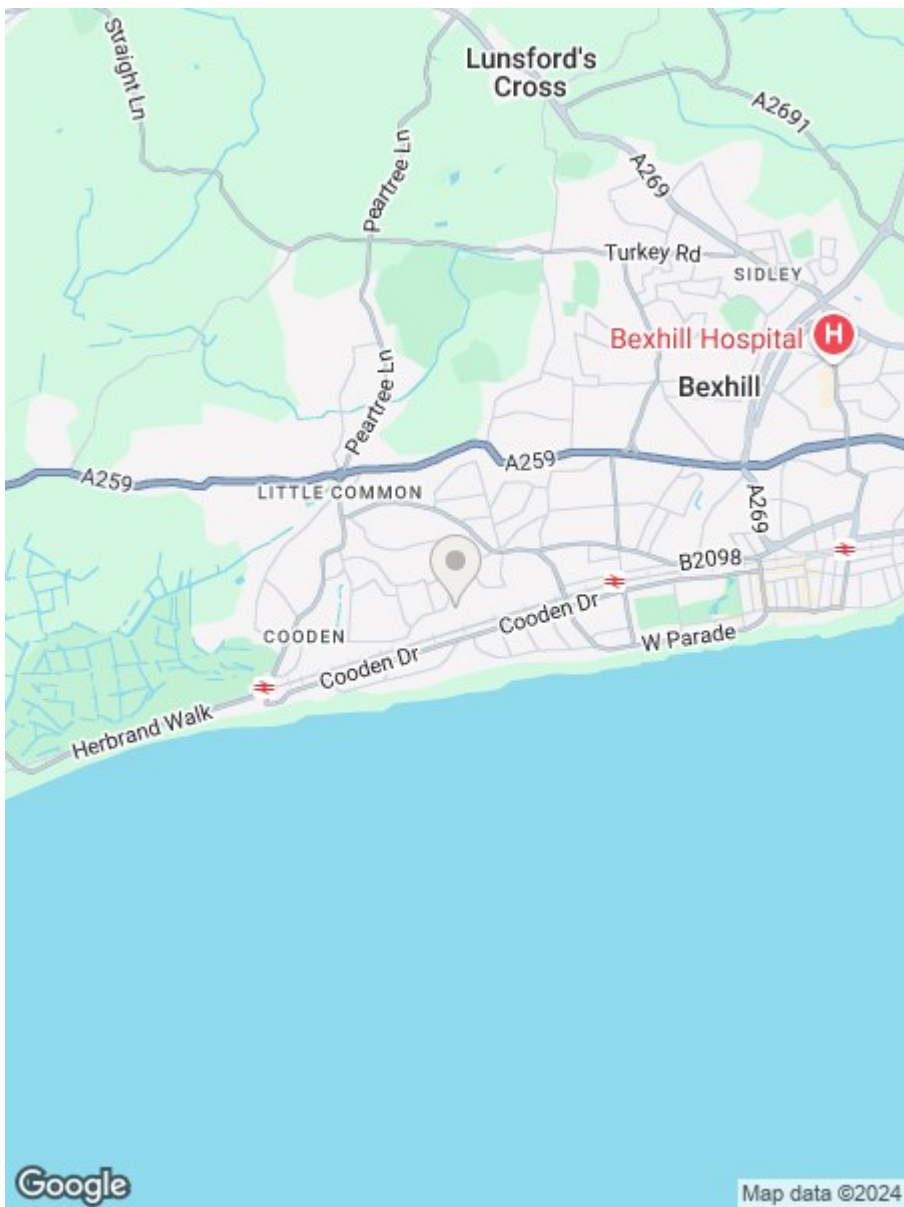 Lunsford's
Cross
Straight Ln
Peartree Ln
A2691
A269
Turkey Rd
SIDLEY
Bexhill Hospital
H
Bexhill
Peartree Ln
A259
A259
LITTLE COMMON
A269
B2098
Cooden Dr
COODEN
W Parade
Cooden Dr
Herbrand Walk
Google
Map data ©2024